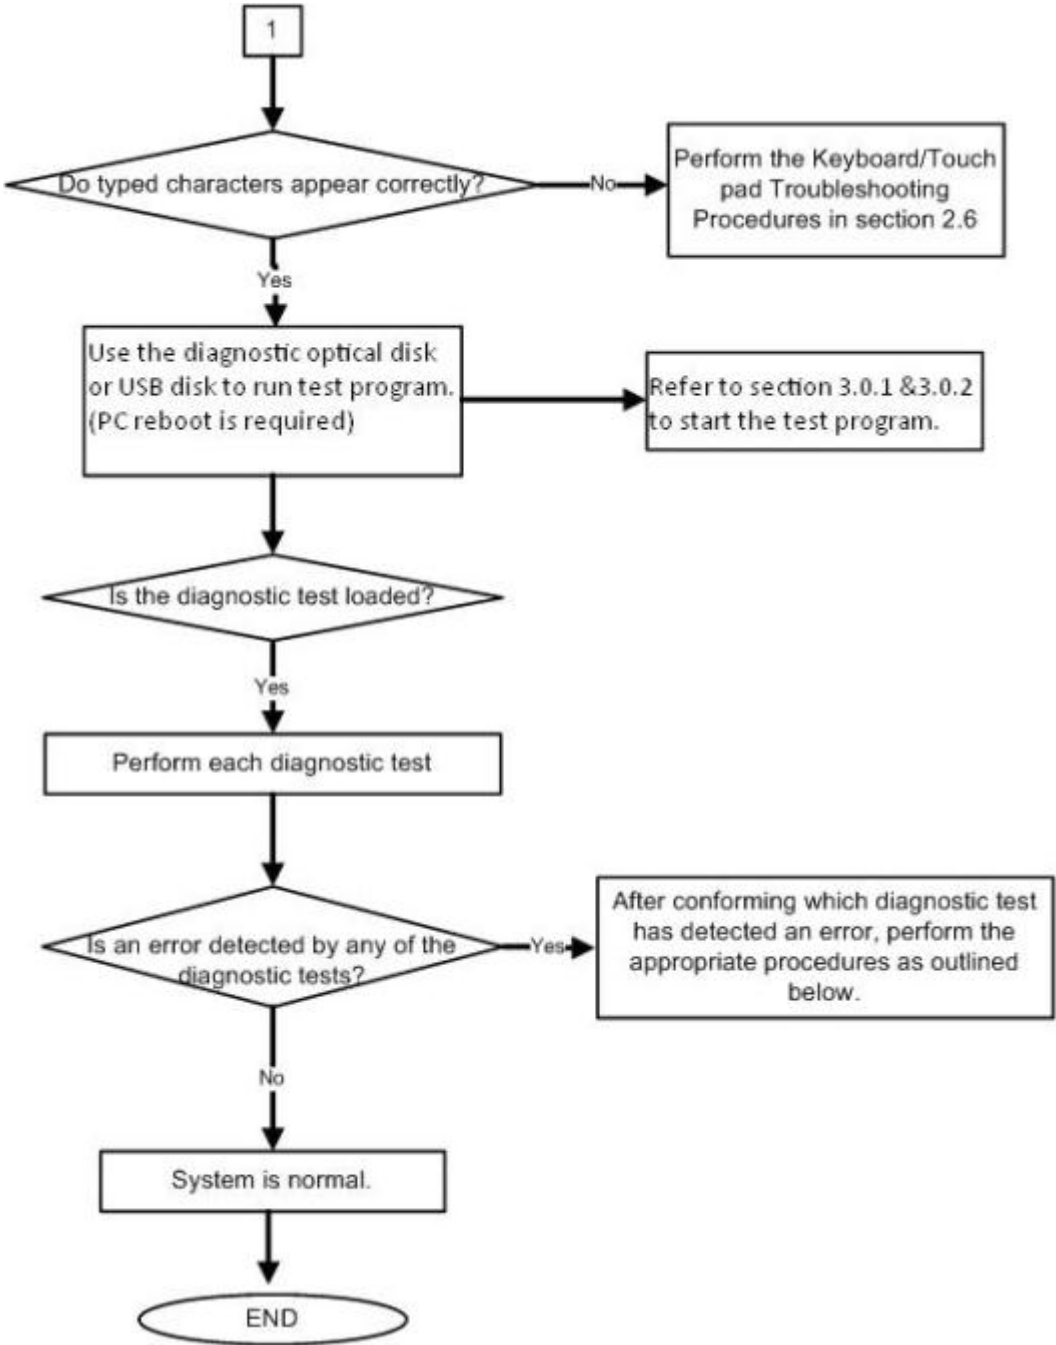 1
Do typed characters appear correctly?
No
Perform the Keyboard/Touch
pad Troubleshooting
Procedures in section 2.6
Yes
Use the diagnostic optical disk
or USB disk to run test program.
(PC reboot is required)
Refer to section 3.0.1 &3.0.2
to start the test program.
Is the diagnostic test loaded?
Yes
Perform each diagnostic test
Is an error detected by any of the
diagnostic tests?
Yes
After conforming which diagnostic test
has detected an error, perform the
appropriate procedures as outlined
below.
No
System is normal.
END